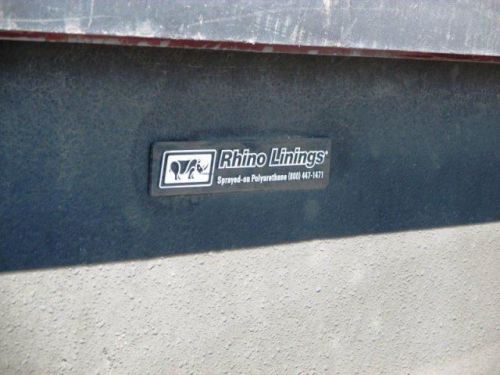 Rhino Linings®
Sprayed-on Polyurethane (800) 447-1471